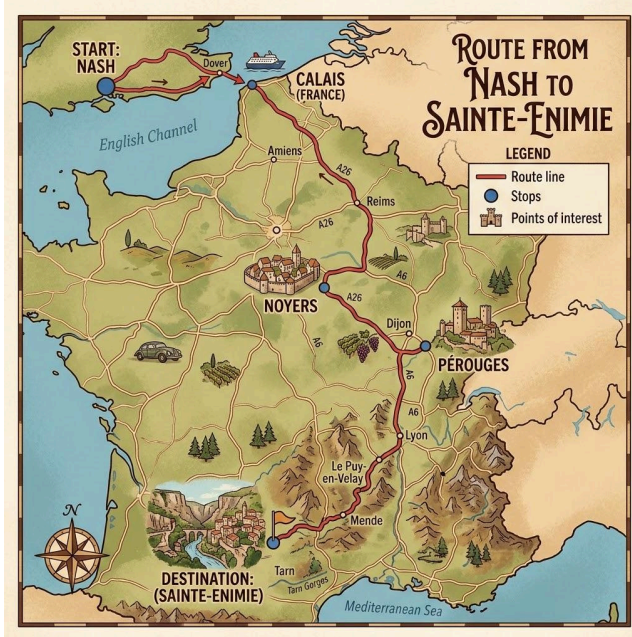 START:
NASH
Dover
CALAIS
(FRANCE)
ROUTE FROM
NASH TO
SAINTE-ENIMIE
LEGEND
Route line
Stops
Points of interest
English Channel
Amiens
A26
Reims
A26
A6
NOYERS
A26
Dijon
A6
PÉROUGES
A6
A6
Lyon
Le Puy-
en-Velay
Mende
N
DESTINATION:
(SAINTE-ENIMIE)
Tarn
Tarn Gorges
Mediterranean Sea